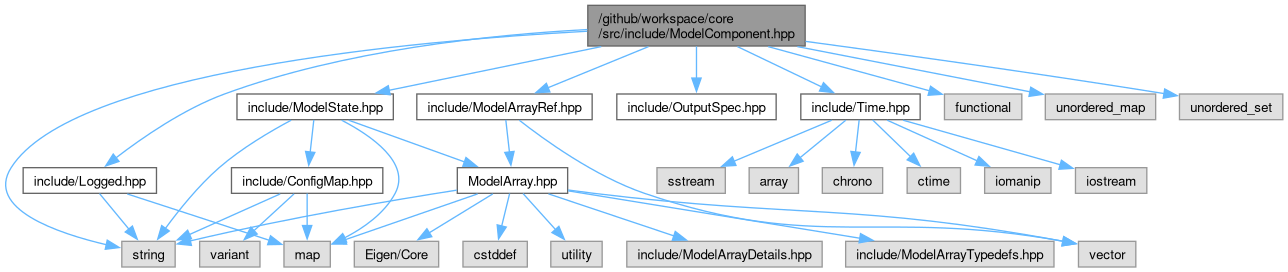 /github/workspace/core
/src/include/ModelComponent.hpp
include/ModelState.hpp
include/ModelArrayRef.hpp
include/OutputSpec.hpp
include/Time.hpp
functional
unordered_map
unordered_set
include/Logged.hpp
include/ConfigMap.hpp
ModelArray.hpp
sstream
array
chrono
ctime
iomanip
iostream
string
variant
map
Eigen/Core
cstddef
utility
include/ModelArrayDetails.hpp
include/ModelArrayTypedefs.hpp
vector